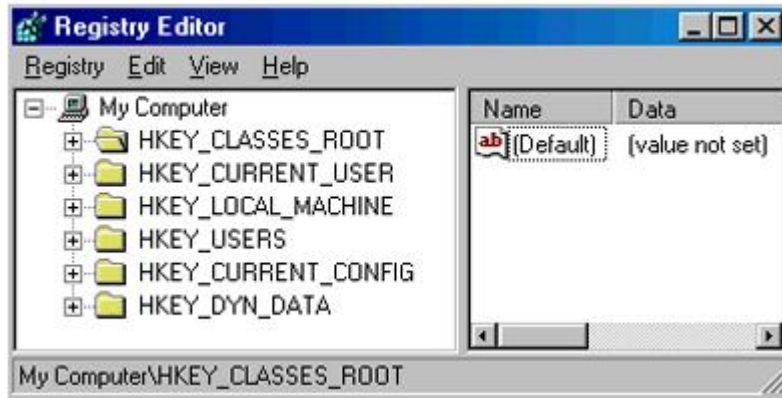 Registry Editor
Registry Edit View Help
My Computer
HKEY_CLASSES_ROOT
HKEY_CURRENT_USER
HKEY_LOCAL_MACHINE
HKEY_USERS
HKEY_CURRENT_CONFIG
HKEY_DYN_DATA
Name Data
ab (Default) (value not set)
My Computer\HKEY_CLASSES_ROOT